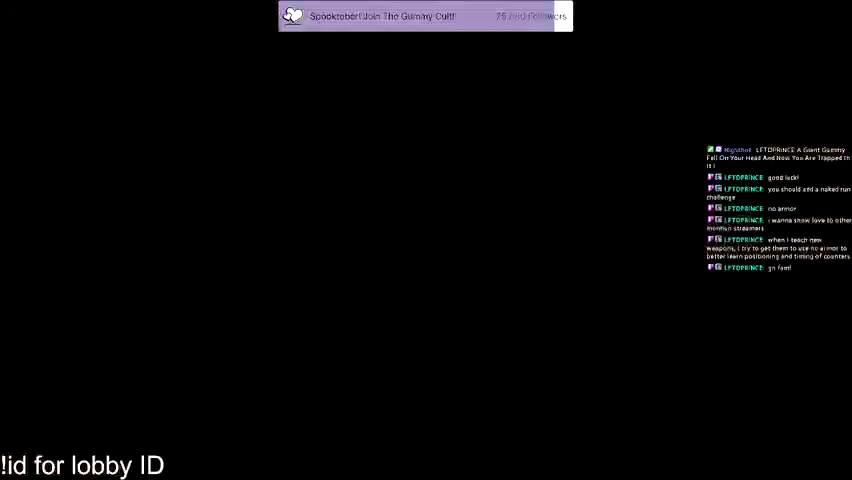 Spooktober! Join The Gummy Cult!! 75 / Followers
Nightbot LFTDPRINCE A Giant Gummy
Fell On Your Head And Now You Are Trapped In
It !
LFTDPRINCE: good luck!
LFTDPRINCE: you should add a naked run
challenge
LFTDPRINCE: no armor
LFTDPRINCE: i wanna show love to other
monhun streamers
LFTDPRINCE: when I teach new
weapons, I try to get them to use no armor to
better learn positioning and timing of counters
LFTDPRINCE: gn fam!
!id for lobby ID